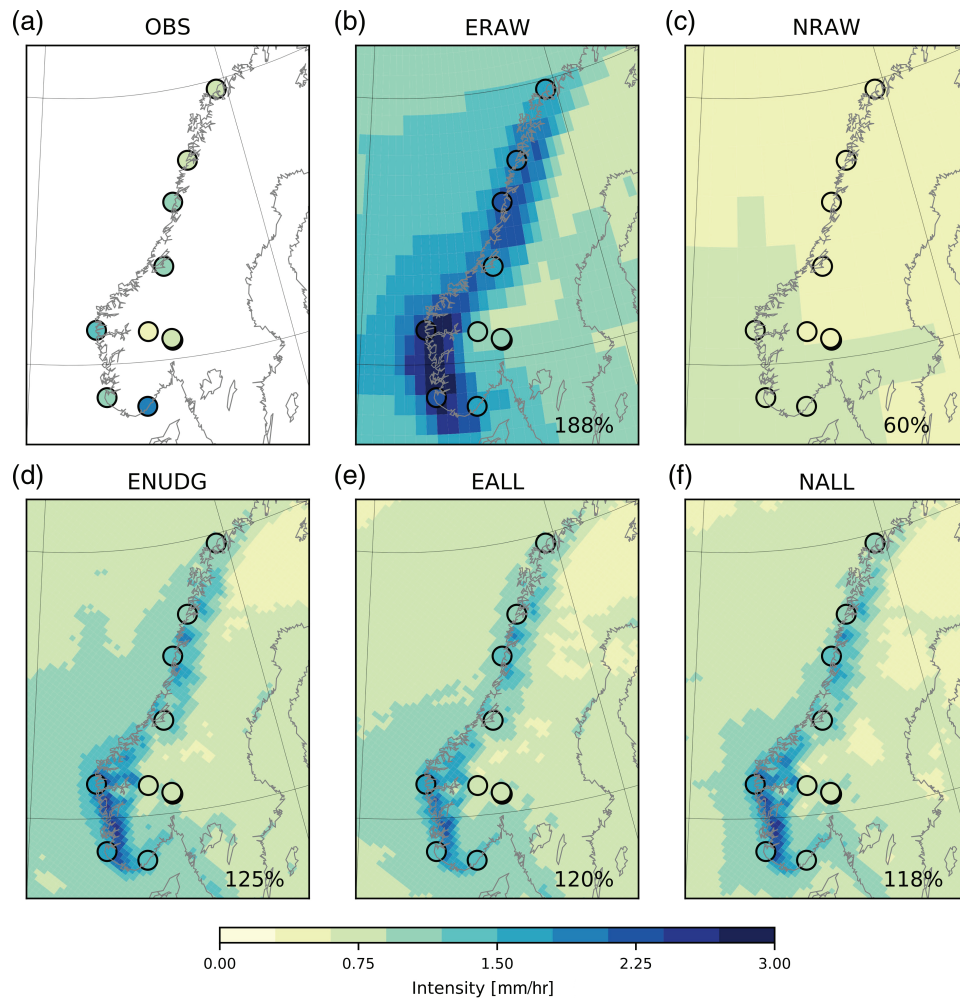 (a) OBS
(b) ERAW
(c) NRAW
188%
60%
(d) ENUDG
(e) EALL
(f) NALL
125%
120%
118%
0.00 0.75 1.50 2.25 3.00
Intensity [mm/hr]